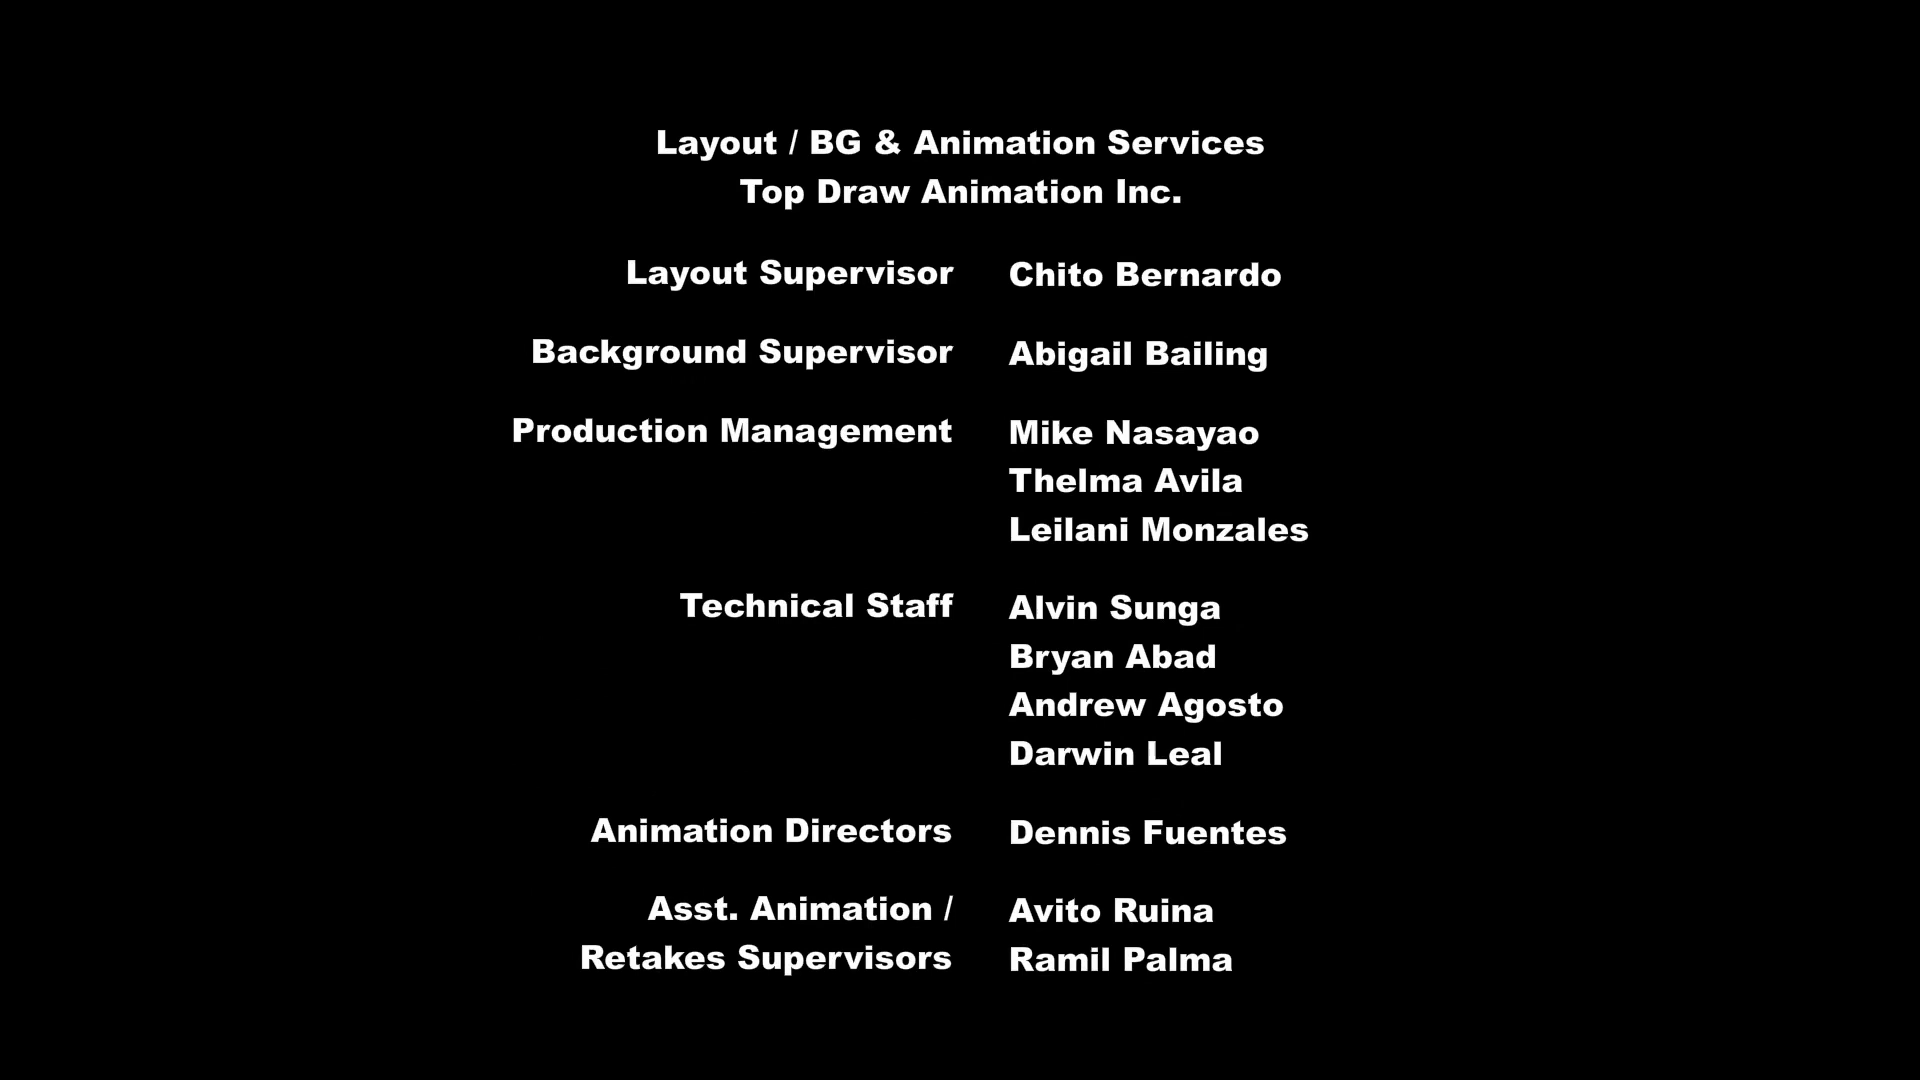 Layout / BG & Animation Services
Top Draw Animation Inc.
Layout Supervisor Chito Bernardo
Background Supervisor Abigail Bailing
Production Management Mike Nasayao
Thelma Avila
Leilani Monzales
Technical Staff Alvin Sunga
Bryan Abad
Andrew Agosto
Darwin Leal
Animation Directors Dennis Fuentes
Asst. Animation / Avito Ruina
Retakes Supervisors Ramil Palma